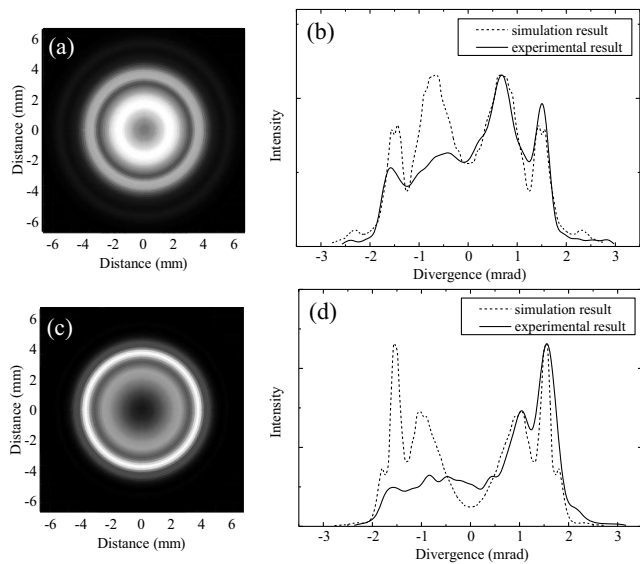 (a)
Distance (mm)
6
4
2
0
-2
-4
-6
-6 -4 -2 0 2 4 6
Distance (mm)
(b)
simulation result
experimental result
Intensity
-3 -2 -1 0 1 2 3
Divergence (mrad)
(c)
Distance (mm)
6
4
2
0
-2
-4
-6
-6 -4 -2 0 2 4 6
Distance (mm)
(d)
simulation result
experimental result
Intensity
-3 -2 -1 0 1 2 3
Divergence (mrad)